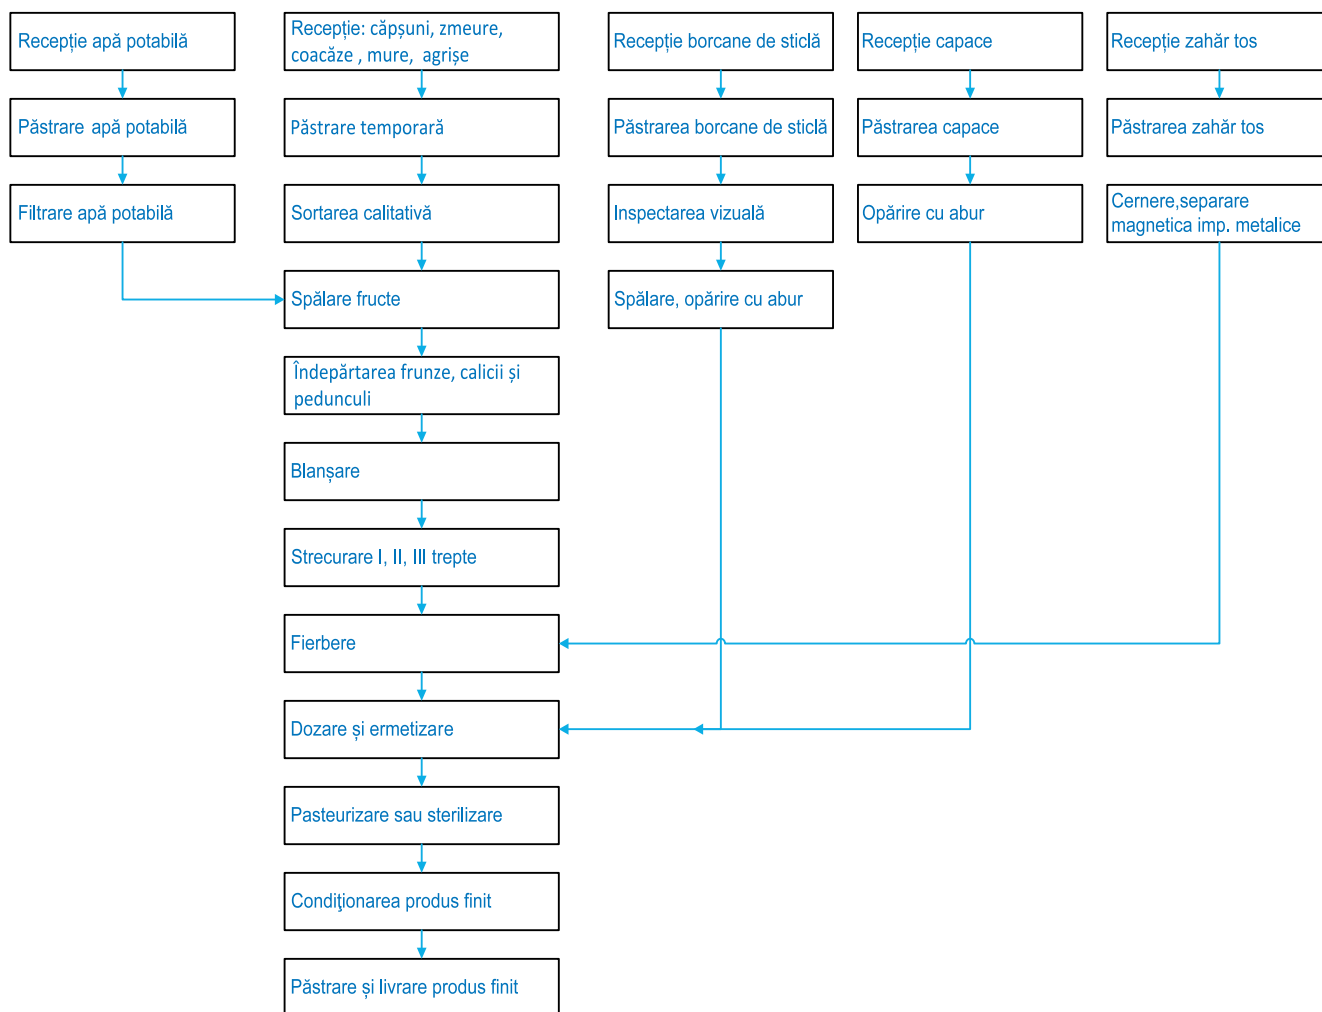 Recepție apă potabilă
Recepție: căpșuni, zmeure,
coacăze , mure, agrișe
Recepție borcane de sticlă
Recepție capace
Recepție zahăr tos
Păstrare apă potabilă
Păstrare temporară
Păstrarea borcane de sticlă
Păstrarea capace
Păstrarea zahăr tos
Filtrare apă potabilă
Sortarea calitativă
Inspectarea vizuală
Opărire cu abur
Cernere,separare
magnetica imp. metalice
Spălare fructe
Spălare, opărire cu abur
Îndepărtarea frunze, calicii și
pedunculi
Blanșare
Strecurare I, II, III trepte
Fierbere
Dozare și ermetizare
Pasteurizare sau sterilizare
Condiţionarea produs finit
Păstrare și livrare produs finit